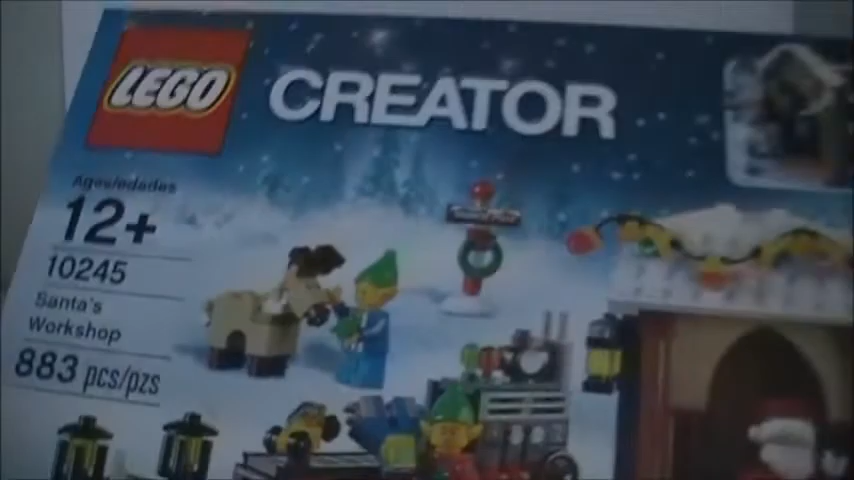 LEGO
CREATOR
Ages/edades
12+
10245
Santa's
Workshop
883 pcs/pzs